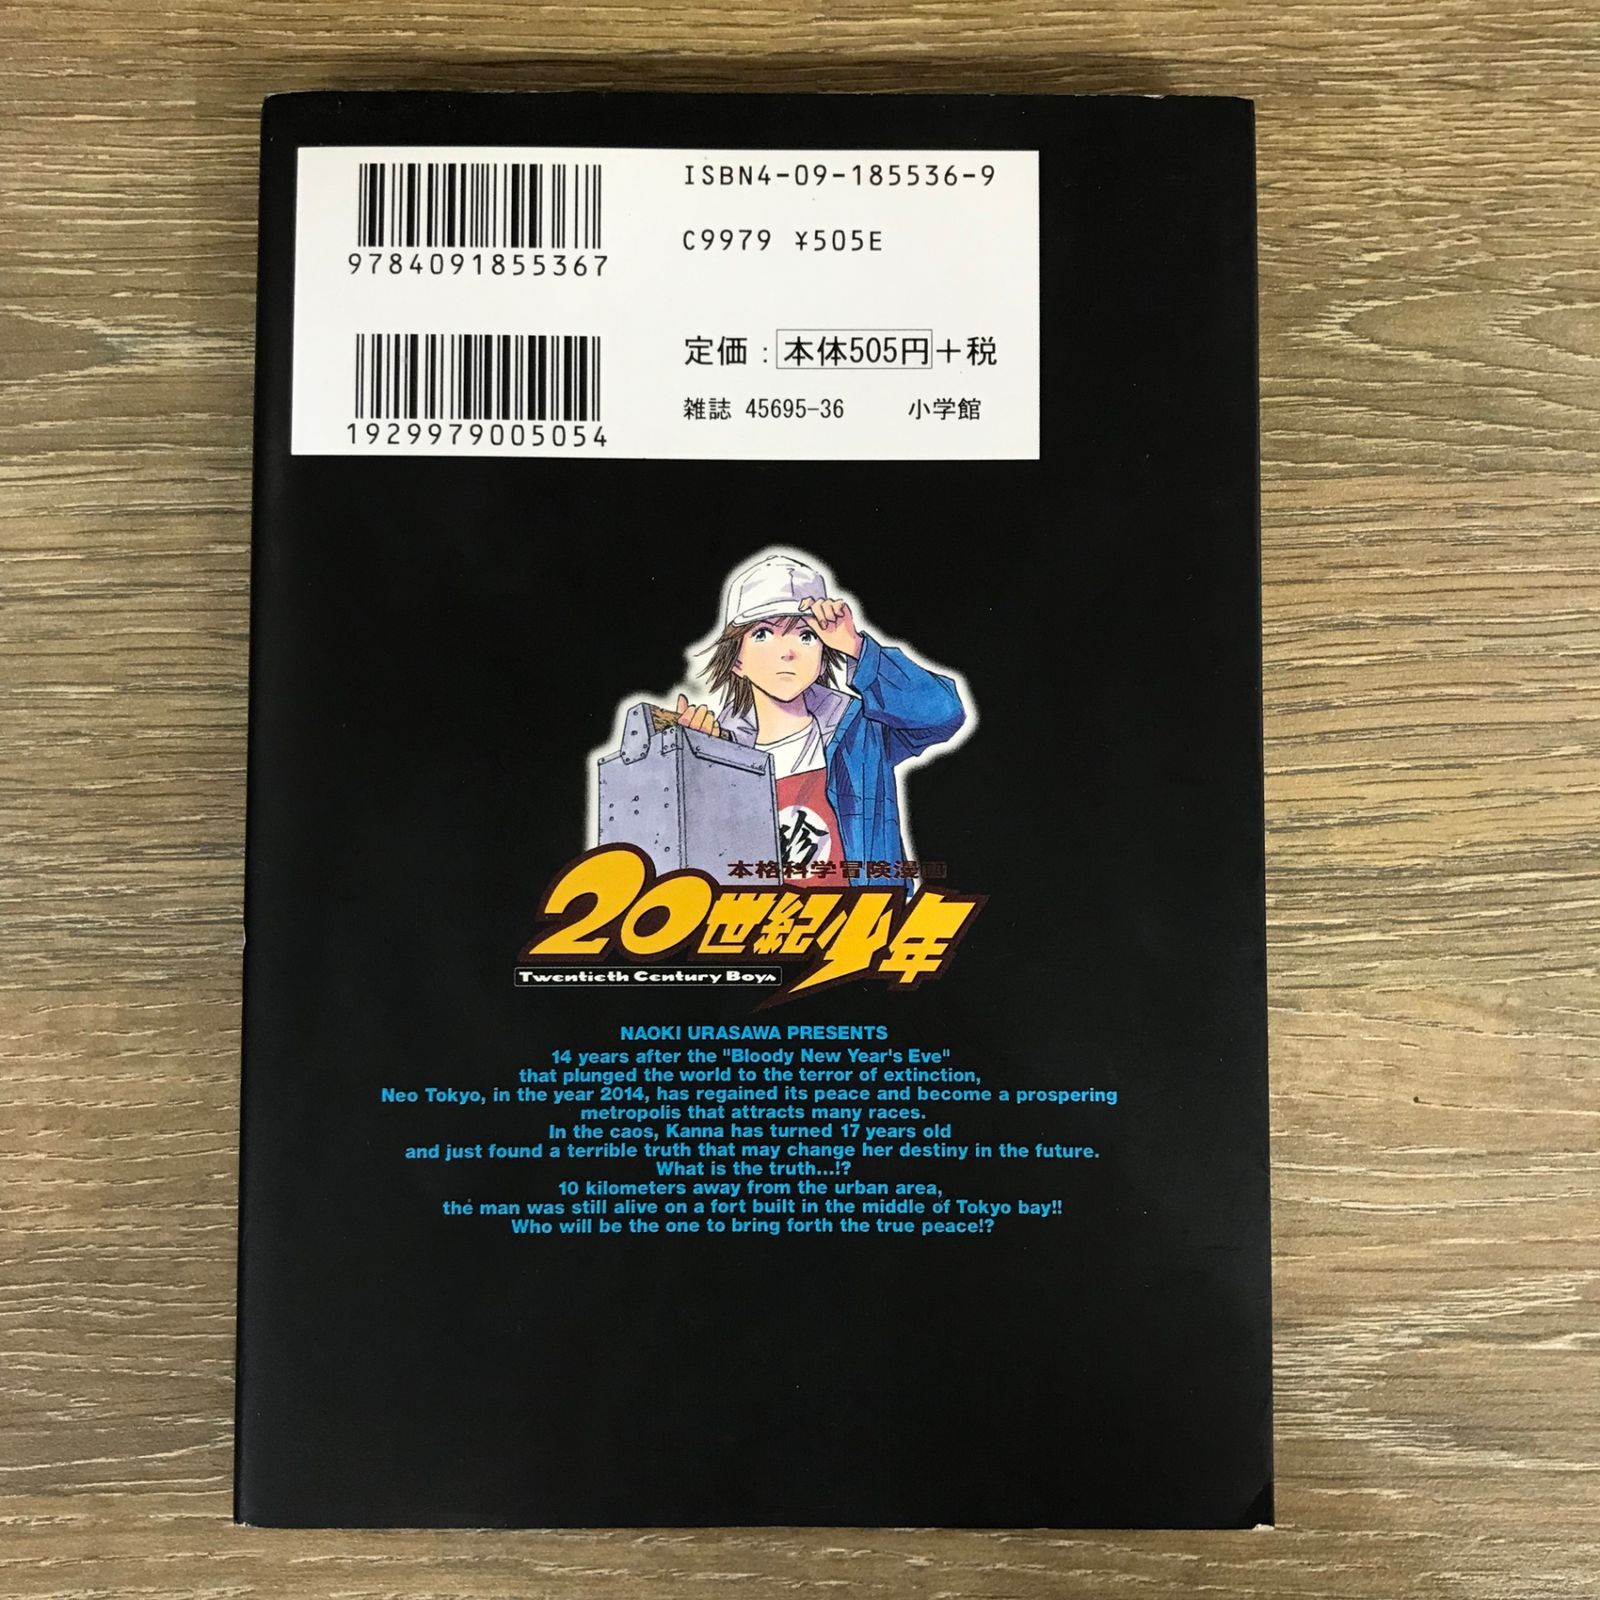 ISBN4-09-185536-9
C9979 ¥505E
9784091855367
定価：本体505円+税
雑誌 45695-36 小学館
1929979005054
珍
本格科学冒険漫画
20世紀少年
Twentieth Century Boys
NAOKI URASAWA PRESENTS
14 years after the "Bloody New Year's Eve"
that plunged the world to the terror of extinction,
Neo Tokyo, in the year 2014, has regained its peace and become a prospering
metropolis that attracts many races.
In the caos, Kanna has turned 17 years old
and just found a terrible truth that may change her destiny in the future.
What is the truth...!?
10 kilometers away from the urban area,
the man was still alive on a fort built in the middle of Tokyo bay!!
Who will be the one to bring forth the true peace!?